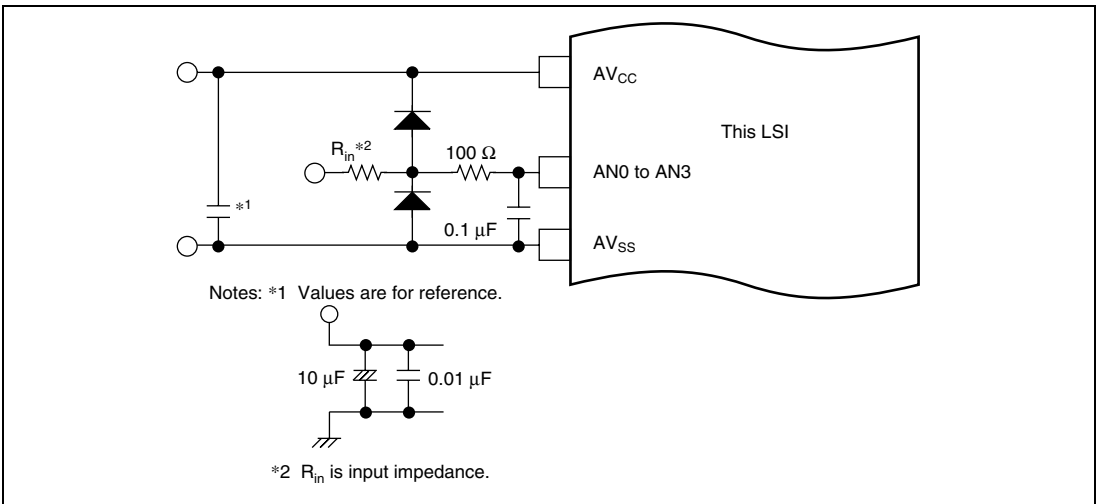 AVCC
This LSI
Rin*2
100 Ω
AN0 to AN3
*1
0.1 μF
AVSS
Notes: *1 Values are for reference.
10 μF
0.01 μF
*2 Rin is input impedance.